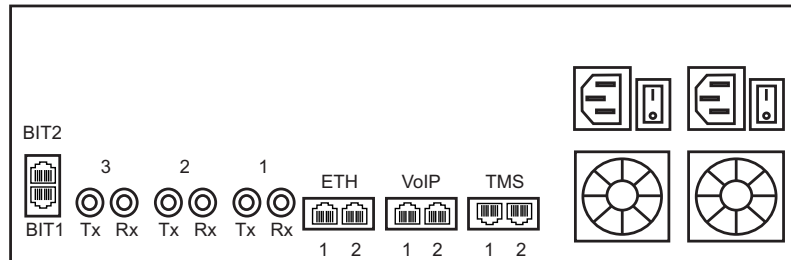 BIT2
3 2 1
ETH VoIP TMS
BIT1 Tx Rx Tx Rx Tx Rx
1 2 1 2 1 2